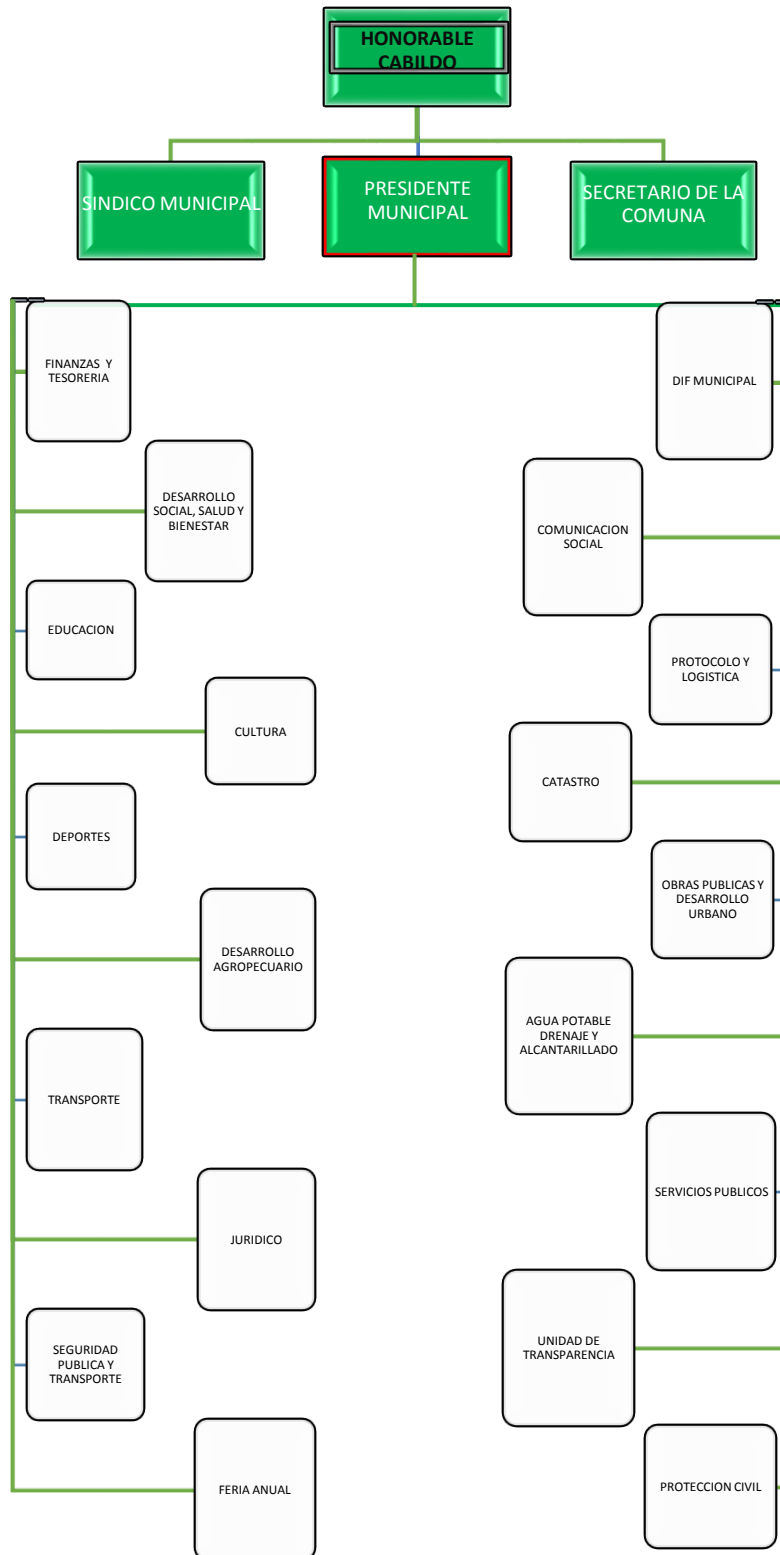 HONORABLE
CABILDO
SINDICO MUNICIPAL
PRESIDENTE
MUNICIPAL
SECRETARIO DE LA
COMUNA
FINANZAS Y
TESORERIA
DESARROLLO
SOCIAL, SALUD Y
BIENESTAR
EDUCACION
CULTURA
DEPORTES
DESARROLLO
AGROPECUARIO
TRANSPORTE
JURIDICO
SEGURIDAD
PUBLICA Y
TRANSPORTE
FERIA ANUAL
DIF MUNICIPAL
COMUNICACION
SOCIAL
PROTOCOLO Y
LOGISTICA
CATASTRO
OBRAS PUBLICAS Y
DESARROLLO
URBANO
AGUA POTABLE
DRENAJE Y
ALCANTARILLADO
SERVICIOS PUBLICOS
UNIDAD DE
TRANSPARENCIA
PROTECCION CIVIL